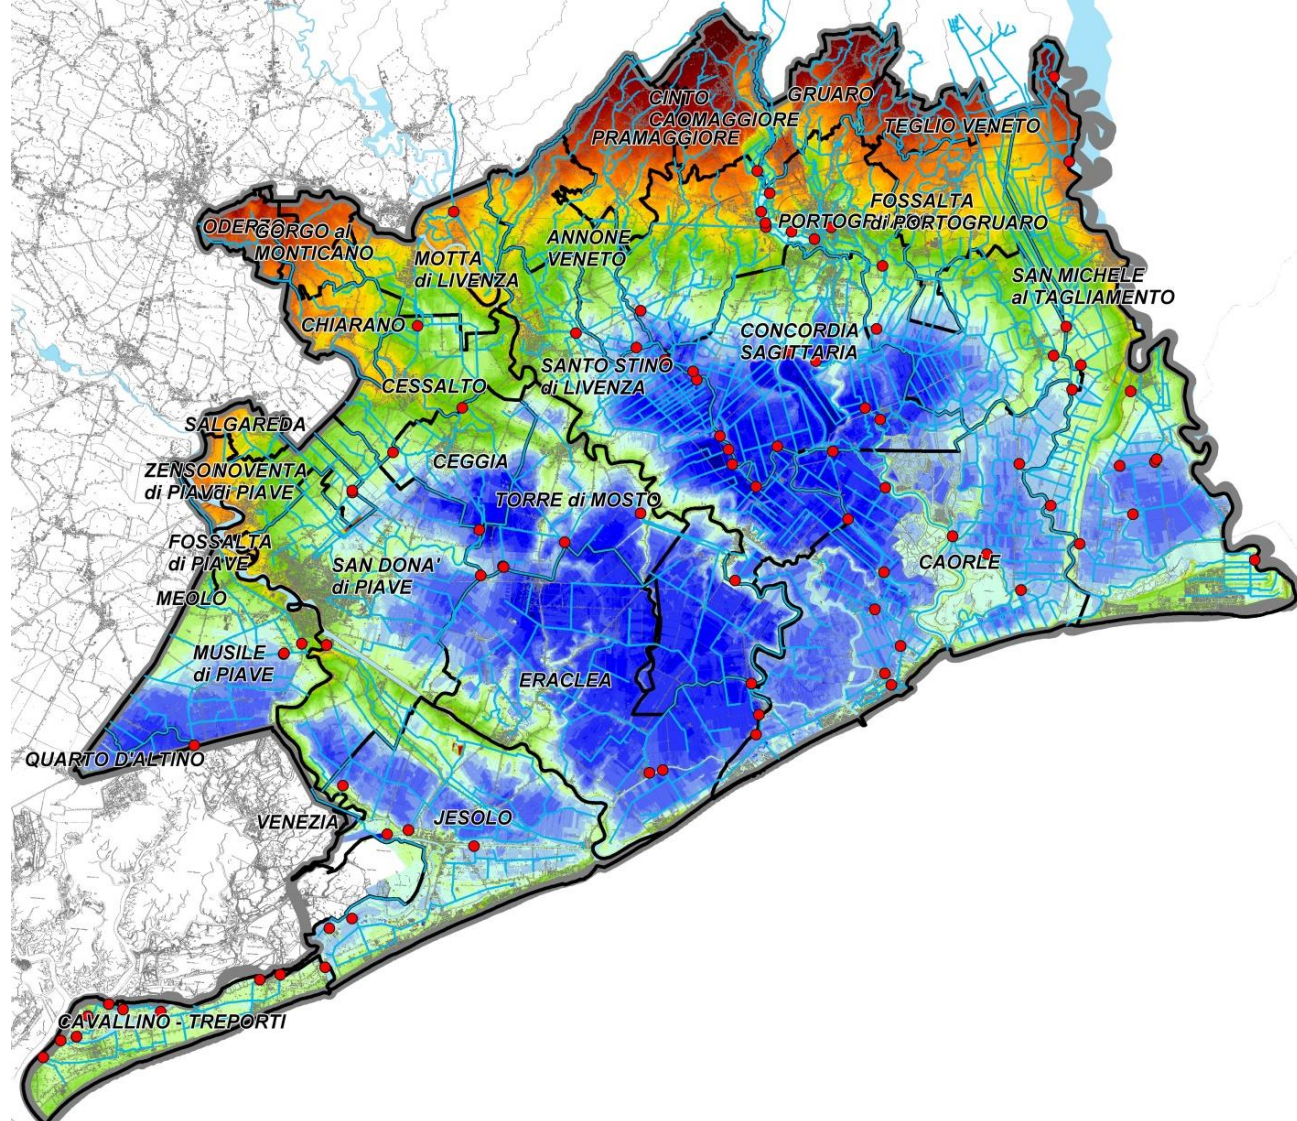 CINTO
CAOMAGGIORE
PRAMAGGIORE
GRUARO
TEGLIO VENETO
FOSSALTA
di PORTOGRUARO
PORTOGRUARO
ODERZO
GORGO al
MONTICANO
MOTTA
di LIVENZA
ANNONE
VENETO
SAN MICHELE
al TAGLIAMENTO
CHIARANO
CONCORDIA
SAGITTARIA
SANTO STINO
di LIVENZA
CESSALTO
SALGAREDA
CEGGIA
ZENSON
di PIAVE
NOVENTA
di PIAVE
TORRE di MOSTO
FOSSALTA
di PIAVE
SAN DONA'
di PIAVE
CAORLE
MEOLO
MUSILE
di PIAVE
ERACLEA
QUARTO D'ALTINO
VENEZIA
JESOLO
CAVALLINO - TREPORTI